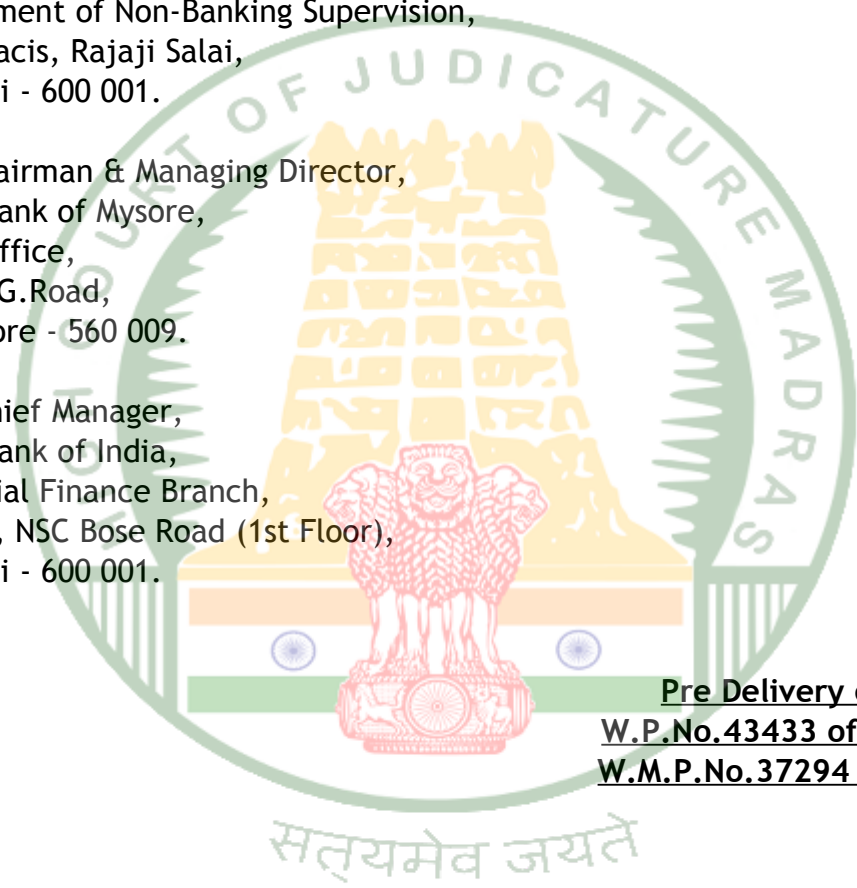 ment of Non-Banking Supervision,
acis, Rajaji Salai,
i - 600 001.
airman & Managing Director,
ank of Mysore,
ffice,
G.Road,
ore - 560 009.
hief Manager,
ank of India,
ial Finance Branch,
, NSC Bose Road (1st Floor),
i - 600 001.
Pre Delivery
W.P.No.43433 of
W.M.P.No.37294
HIGH COURT OF JUDICATURE MADRAS
सत्यमेव जयते